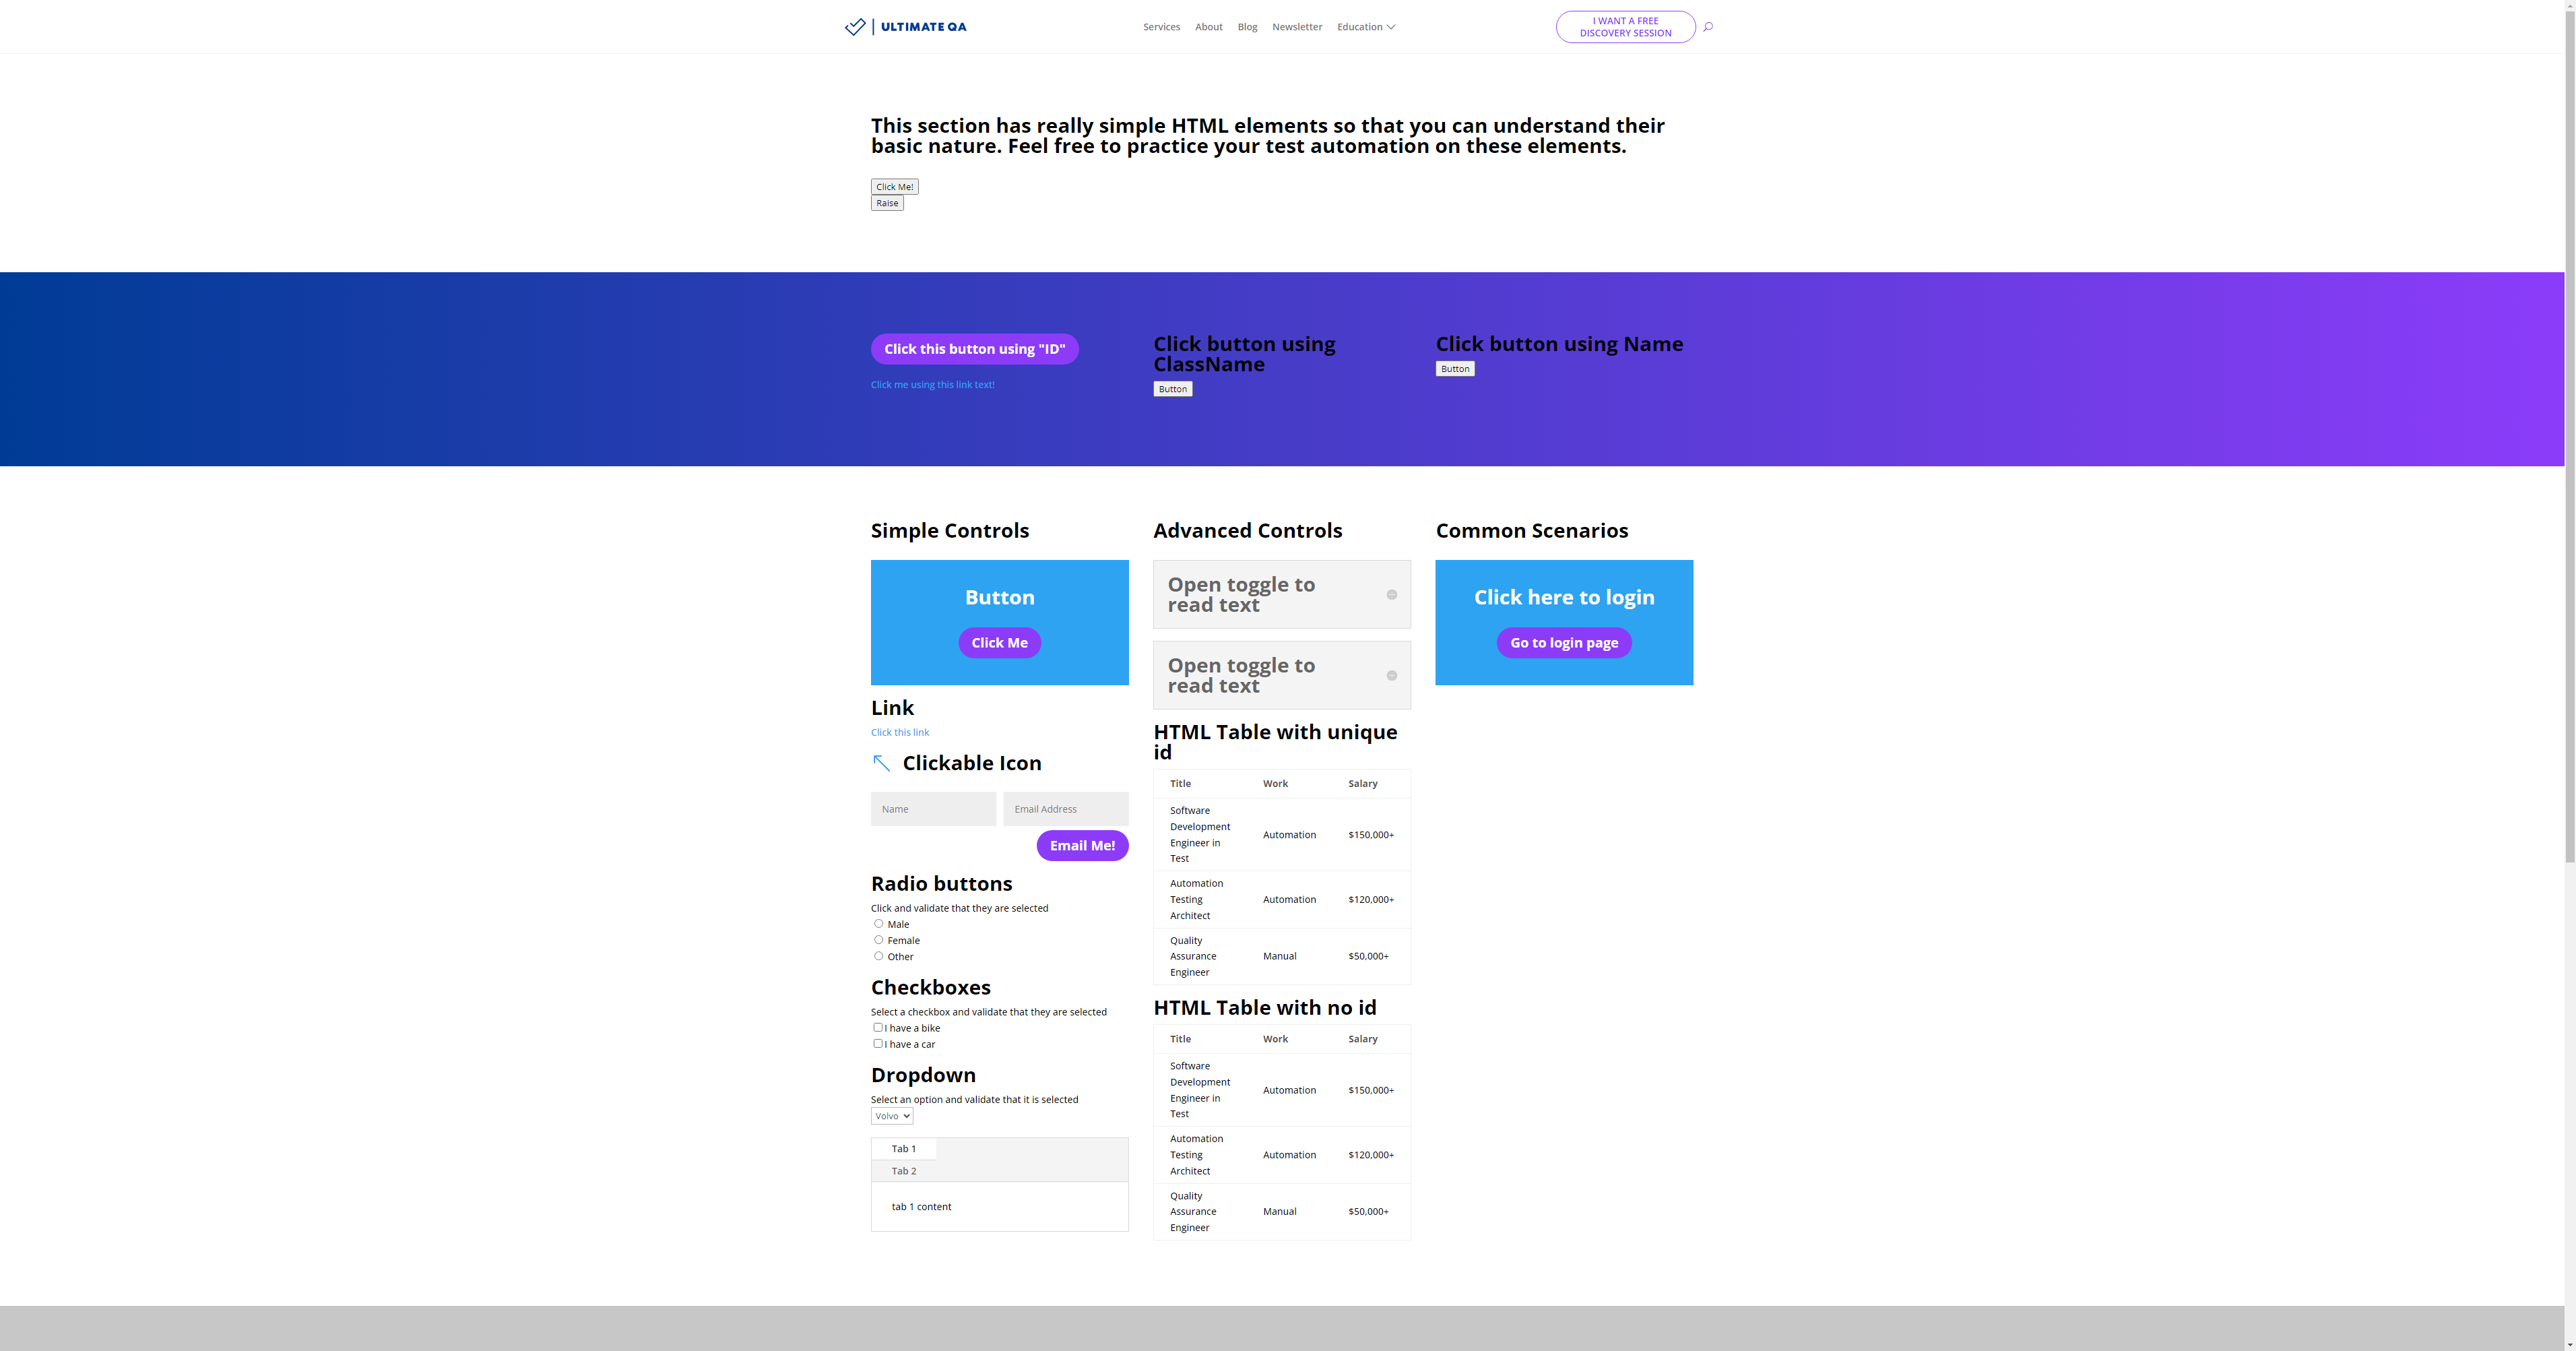 ULTIMATE QA
Services About Blog Newsletter Education
I WANT A FREE
DISCOVERY SESSION
This section has really simple HTML elements so that you can understand their
basic nature. Feel free to practice your test automation on these elements.
Click Me!
Raise
Click this button using "ID"
Click me using this link text!
Click button using
ClassName
Button
Click button using Name
Button
Simple Controls
Button
Click Me
Link
Click this link
Clickable Icon
Name
Email Address
Email Me!
Radio buttons
Click and validate that they are selected
Male
Female
Other
Checkboxes
Select a checkbox and validate that they are selected
I have a bike
I have a car
Dropdown
Select an option and validate that it is selected
Volvo
Tab 1
Tab 2
tab 1 content
Advanced Controls
Open toggle to
read text
Open toggle to
read text
HTML Table with unique
id
Title Work Salary
Software
Development
Engineer in
Test
Automation
$150,000+
Automation
Testing
Architect
Automation
$120,000+
Quality
Assurance
Engineer
Manual
$50,000+
HTML Table with no id
Title Work Salary
Software
Development
Engineer in
Test
Automation
$150,000+
Automation
Testing
Architect
Automation
$120,000+
Quality
Assurance
Engineer
Manual
$50,000+
Common Scenarios
Click here to login
Go to login page